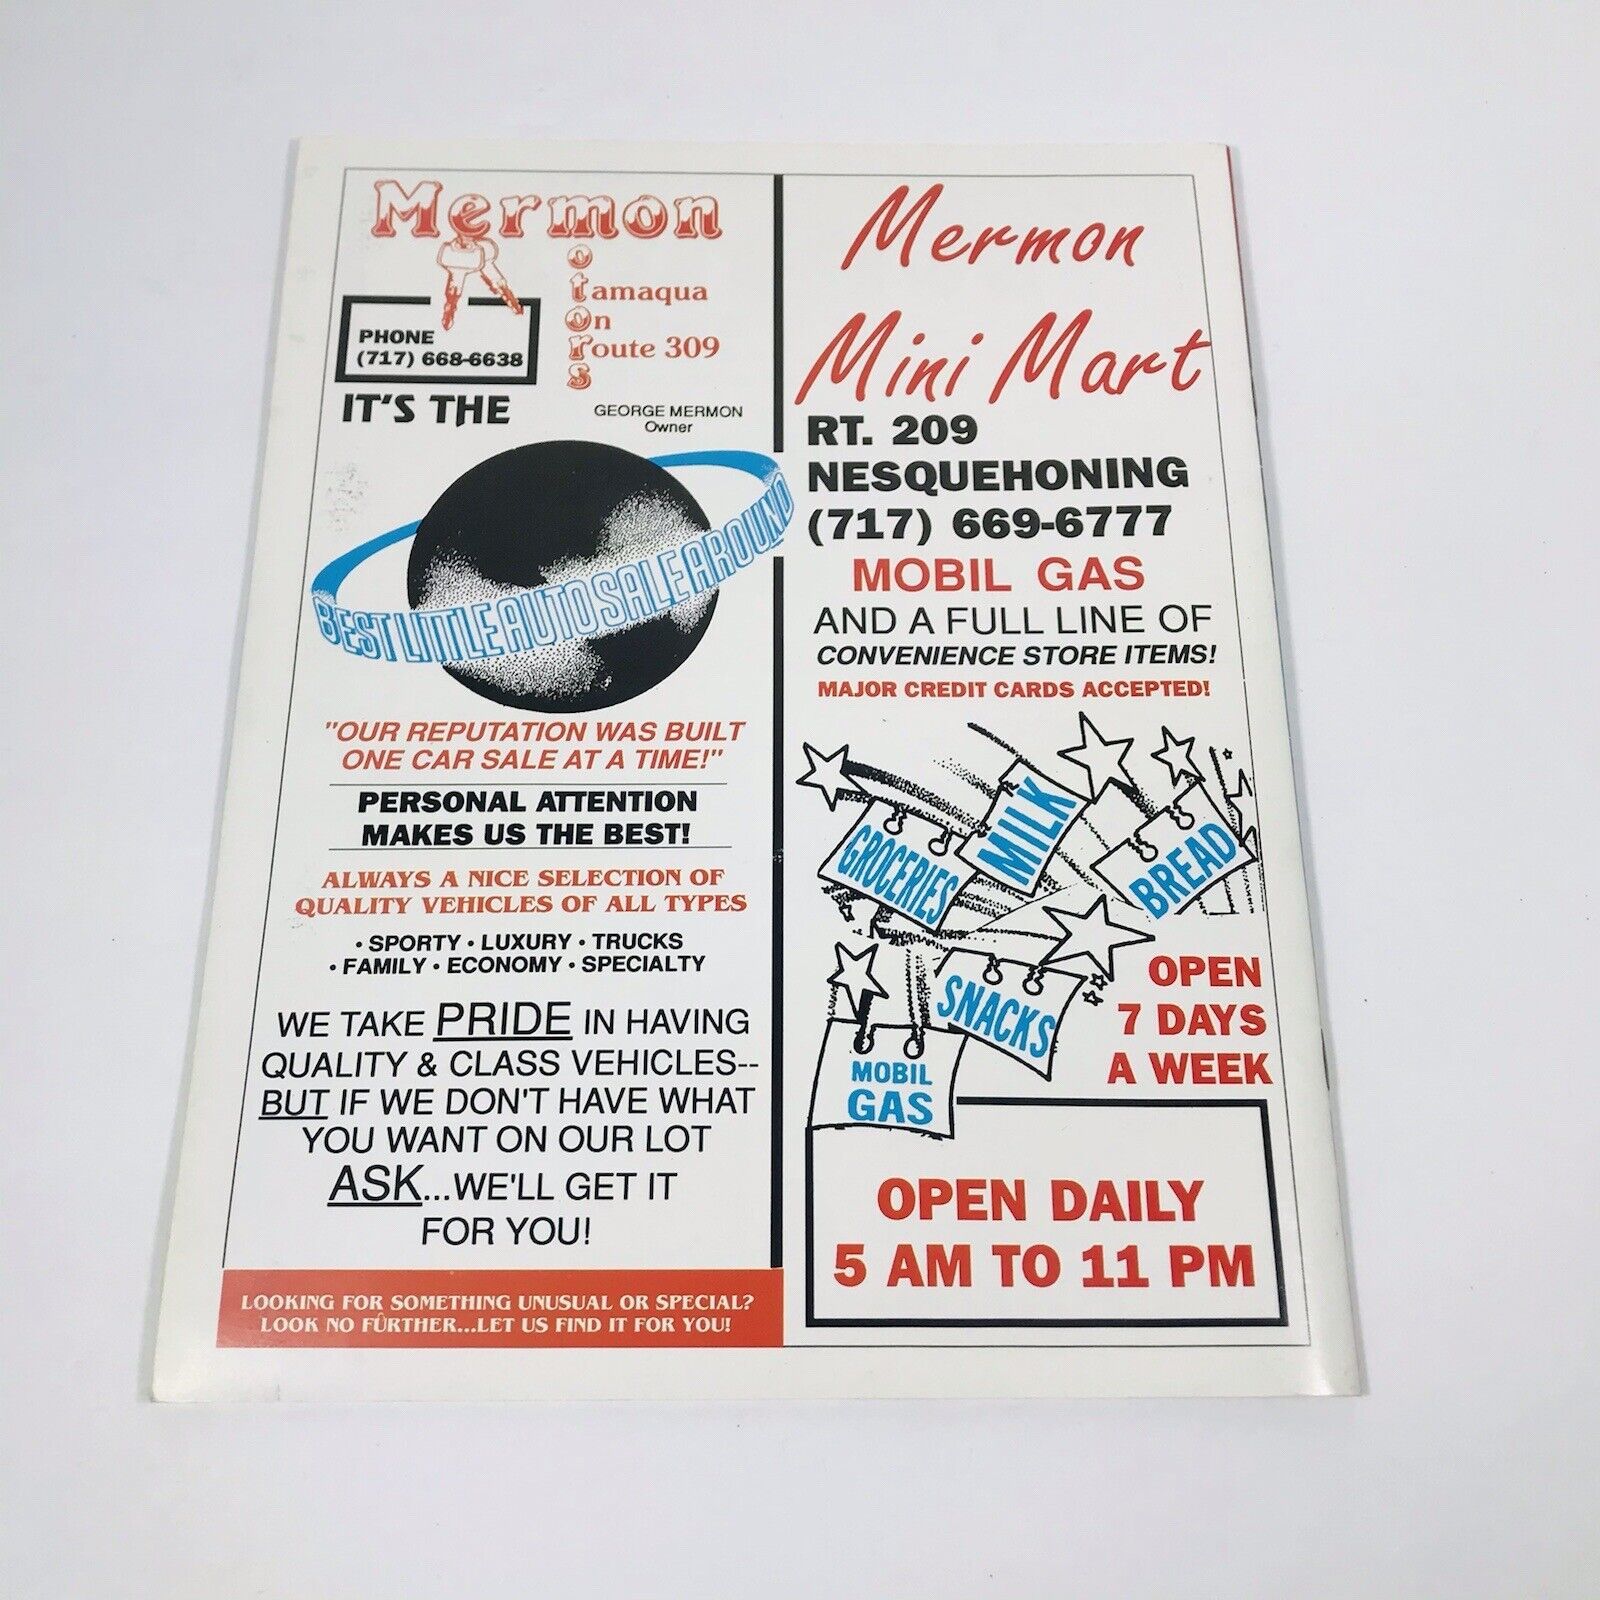 Mermon
otors
tamaqua
On
route 309
PHONE
(717) 668-6638
IT'S THE
GEORGE MERMON
Owner
BEST LITTLE AUTO SALE AROUND
"OUR REPUTATION WAS BUILT
ONE CAR SALE AT A TIME!"
PERSONAL ATTENTION
MAKES US THE BEST!
ALWAYS A NICE SELECTION OF
QUALITY VEHICLES OF ALL TYPES
• SPORTY • LUXURY • TRUCKS
• FAMILY • ECONOMY • SPECIALTY
WE TAKE PRIDE IN HAVING
QUALITY & CLASS VEHICLES--
BUT IF WE DON'T HAVE WHAT
YOU WANT ON OUR LOT
ASK...WE'LL GET IT
FOR YOU!
LOOKING FOR SOMETHING UNUSUAL OR SPECIAL?
LOOK NO FÛRTHER...LET US FIND IT FOR YOU!
Mermon
Mini Mart
RT. 209
NESQUEHONING
(717) 669-6777
MOBIL GAS
AND A FULL LINE OF
CONVENIENCE STORE ITEMS!
MAJOR CREDIT CARDS ACCEPTED!
GROCERIES
MILK
BREAD
SNACKS
MOBIL
GAS
OPEN
7 DAYS
A WEEK
OPEN DAILY
5 AM TO 11 PM